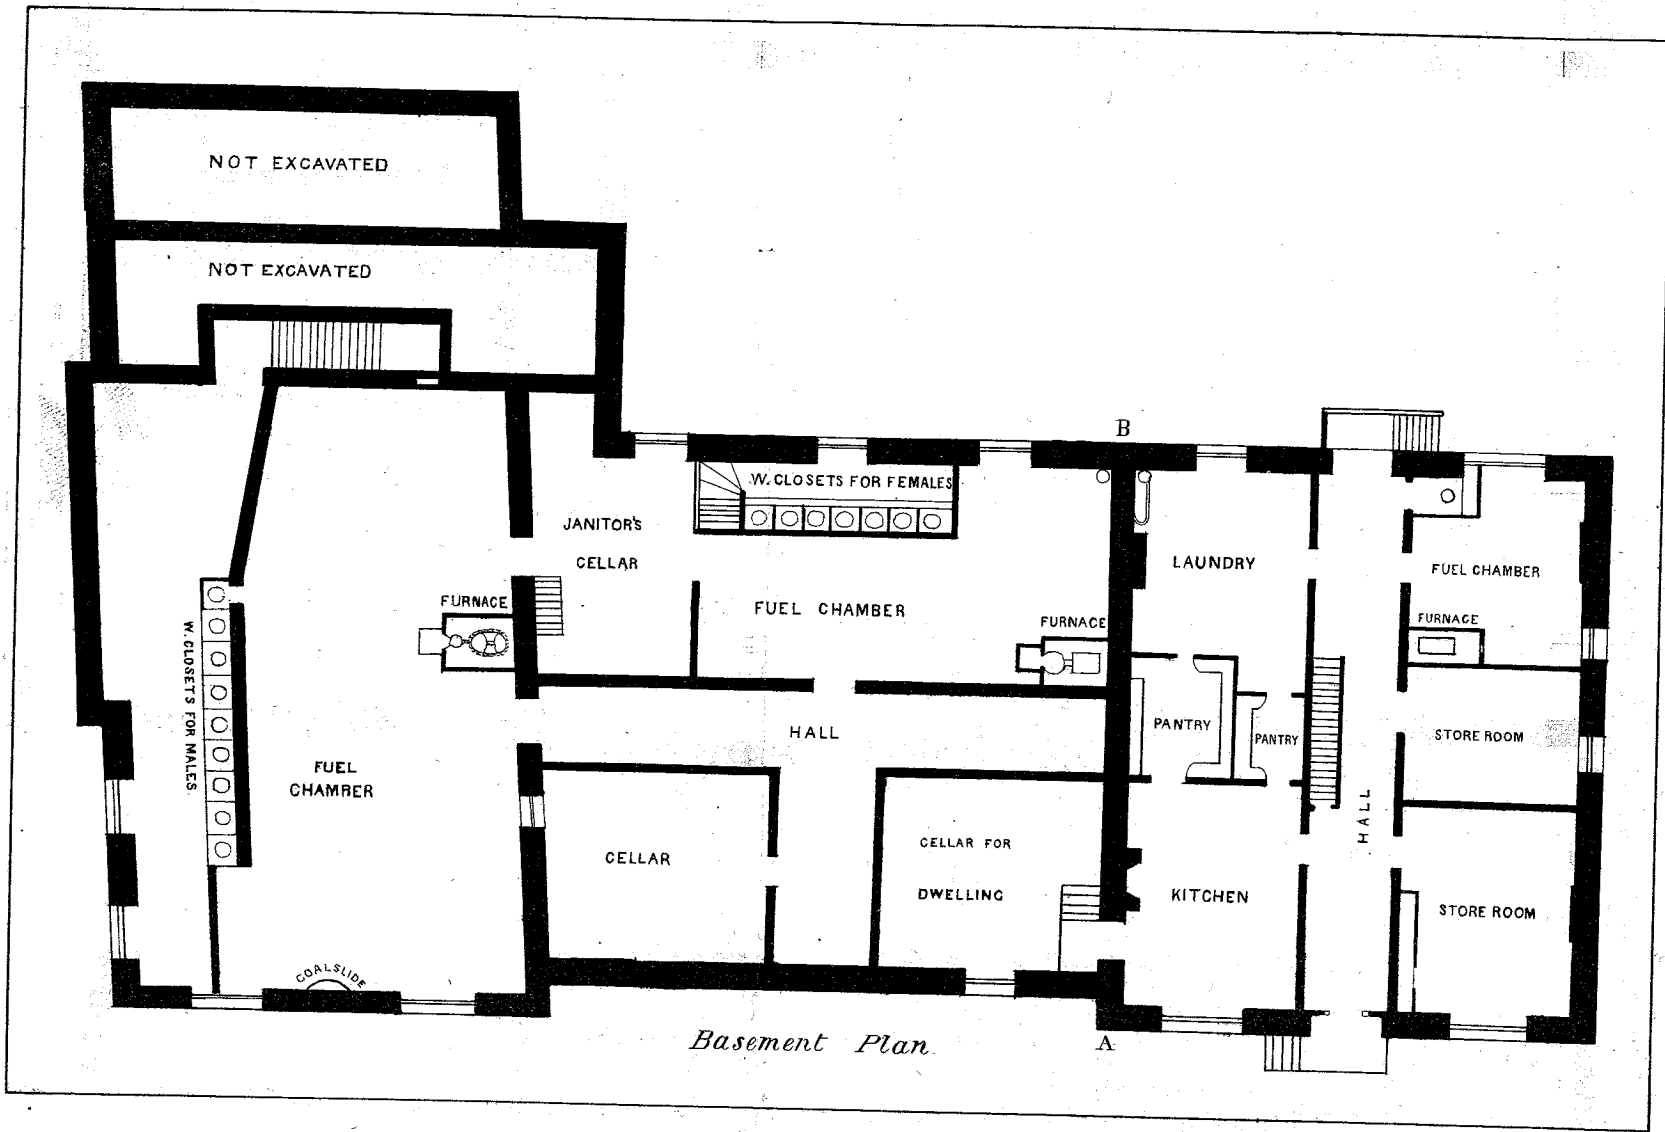 NOT EXCAVATED
NOT EXCAVATED
B
W. CLOSETS FOR FEMALES
JANITOR'S
CELLAR
LAUNDRY
FUEL CHAMBER
FURNACE
FUEL CHAMBER
FURNACE
FURNACE
W. CLOSETS FOR MALES.
HALL
PANTRY
PANTRY
STORE ROOM
FUEL
CHAMBER
HALL
CELLAR
CELLAR FOR
DWELLING
KITCHEN
STORE ROOM
COALSLIDE
Basement Plan.
A